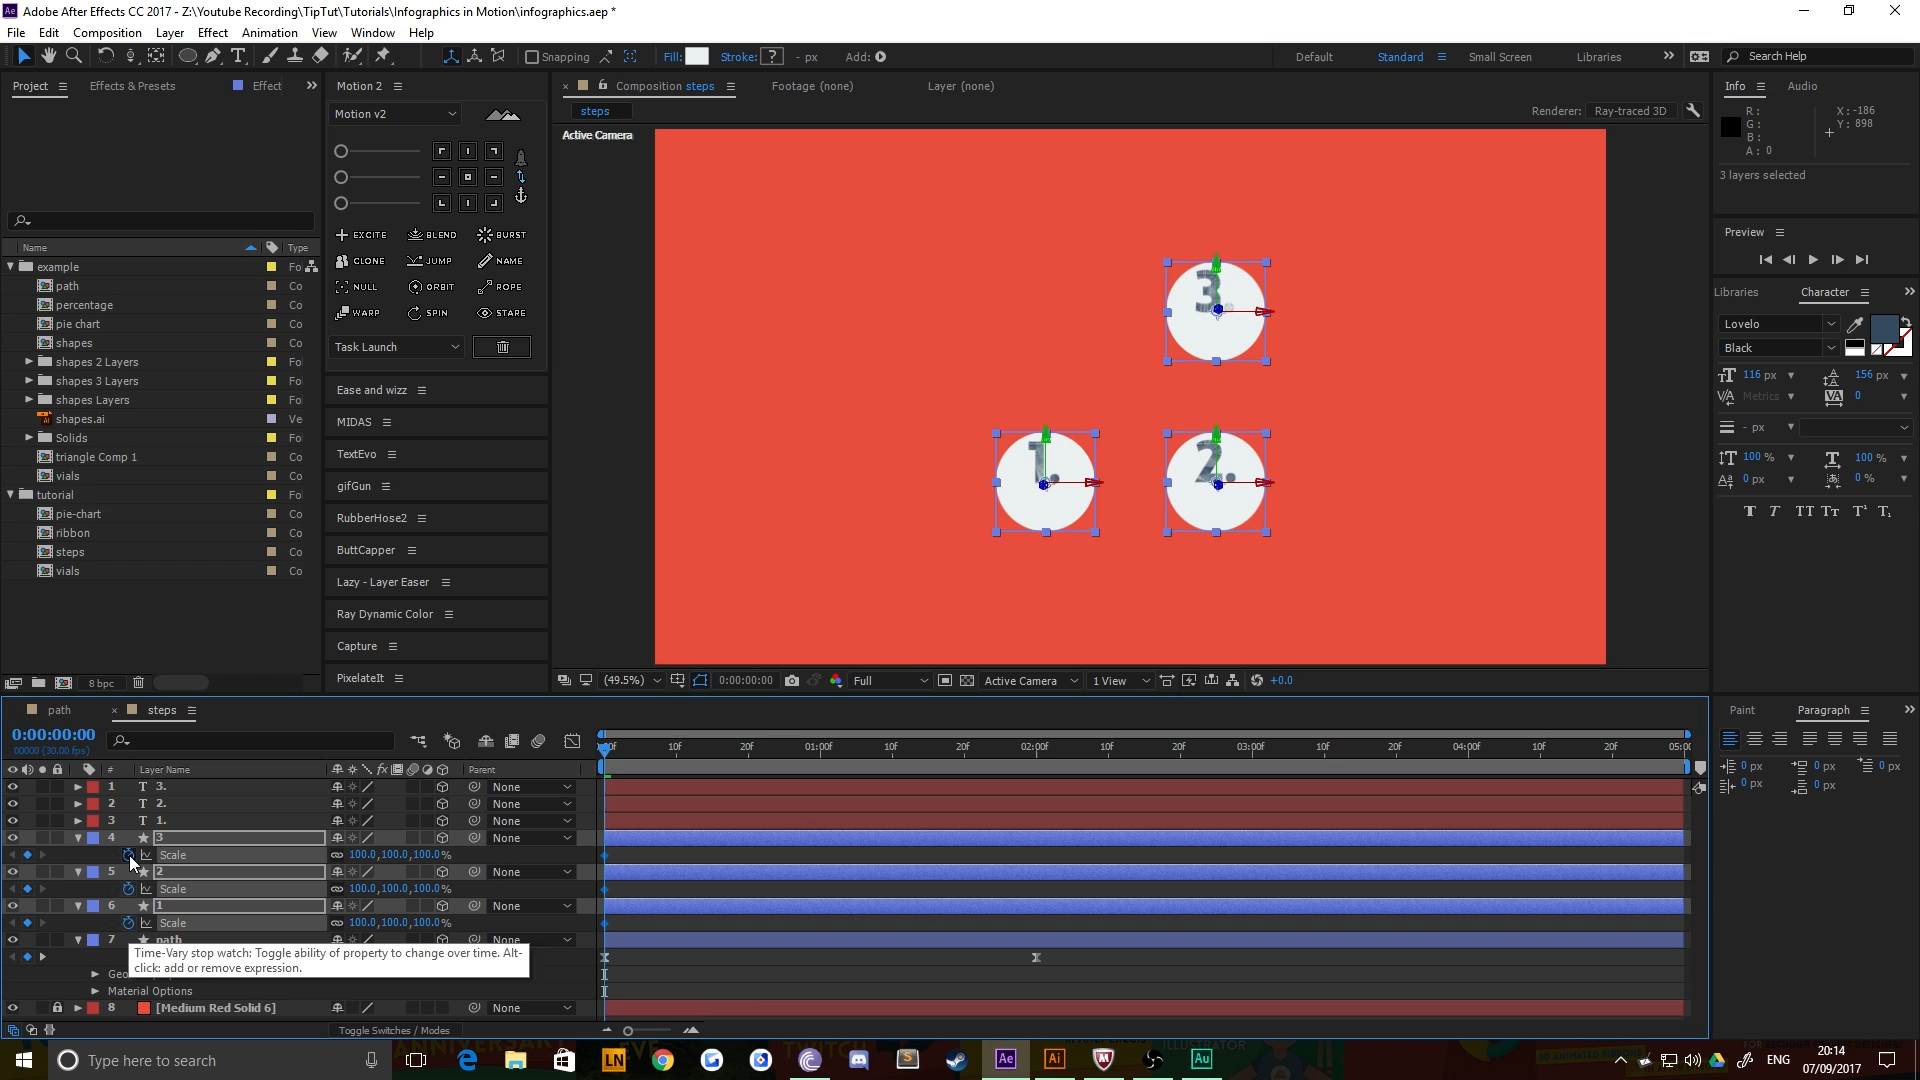 Adobe After Effects CC 2017 - Z:\Youtube Recording\TipTut\Tutorials\Infographics in Motion\infographics.aep *
File Edit Composition Layer Effect Animation View Window Help
Snapping Fill: Stroke: ? - px Add: Default Standard Small Screen Libraries Search Help
Project Effects & Presets Effect Motion 2 Composition steps Footage (none) Layer (none) Info Audio
Motion v2 steps Renderer: Ray-traced 3D
Active Camera
R: X: -186
G: Y: 898
B:
A: 0
3 layers selected
EXCITE BLEND BURST
CLONE JUMP NAME
NULL ORBIT ROPE
WARP SPIN STARE
Task Launch
Ease and wizz
MIDAS
TextEvo
gifGun
RubberHose2
ButtCapper
Lazy - Layer Easer
Ray Dynamic Color
Capture
PixelateIt
Name Type
example Fo
path Co
percentage Co
pie chart Co
shapes Co
shapes 2 Layers Fo
shapes 3 Layers Fo
shapes Layers Fo
shapes.ai Ve
Solids Fo
triangle Comp 1 Co
vials Co
tutorial Fo
pie-chart Co
ribbon Co
steps Co
vials Co
8 bpc
3.
1.
2.
Preview
Libraries Character
Lovelo
Black
116 px 156 px
Metrics 0
- px
100 % 100 %
0 px 0 %
(49.5%) 0:00:00:00 Full Active Camera 1 View +0.0
path steps
0:00:00:00
00000 (30.00 fps)
:00f 10f 20f 01:00f 10f 20f 02:00f 10f 20f 03:00f 10f 20f 04:00f 10f 20f 05:00
# Layer Name Parent
1 T 3. None
2 T 2. None
3 T 1. None
4 3 None
Scale 100.0,100.0,100.0%
5 2 None
Scale 100.0,100.0,100.0%
6 1 None
Scale 100.0,100.0,100.0%
7 path None
Time-Vary stop watch: Toggle ability of property to change over time. Alt-
click: add or remove expression.
Geo
Material Options
8 [Medium Red Solid 6] None
Toggle Switches / Modes
Paint Paragraph
0 px 0 px 0 px
0 px 0 px
Type here to search
ENG 20:14
07/09/2017